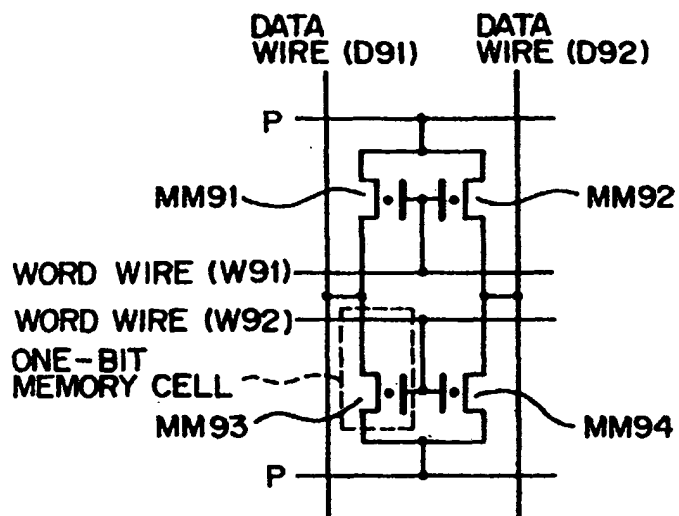 DATA
WIRE (D91)
DATA
WIRE (D92)
P
MM91
MM92
WORD WIRE (W91)
WORD WIRE (W92)
ONE-BIT
MEMORY CELL
MM93
MM94
P